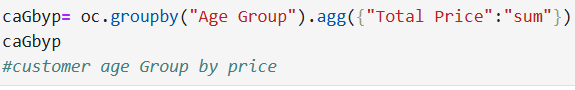 caGbyp= oc.groupby("Age Group").agg({"Total Price":"sum"})
caGbyp
#customer age Group by price